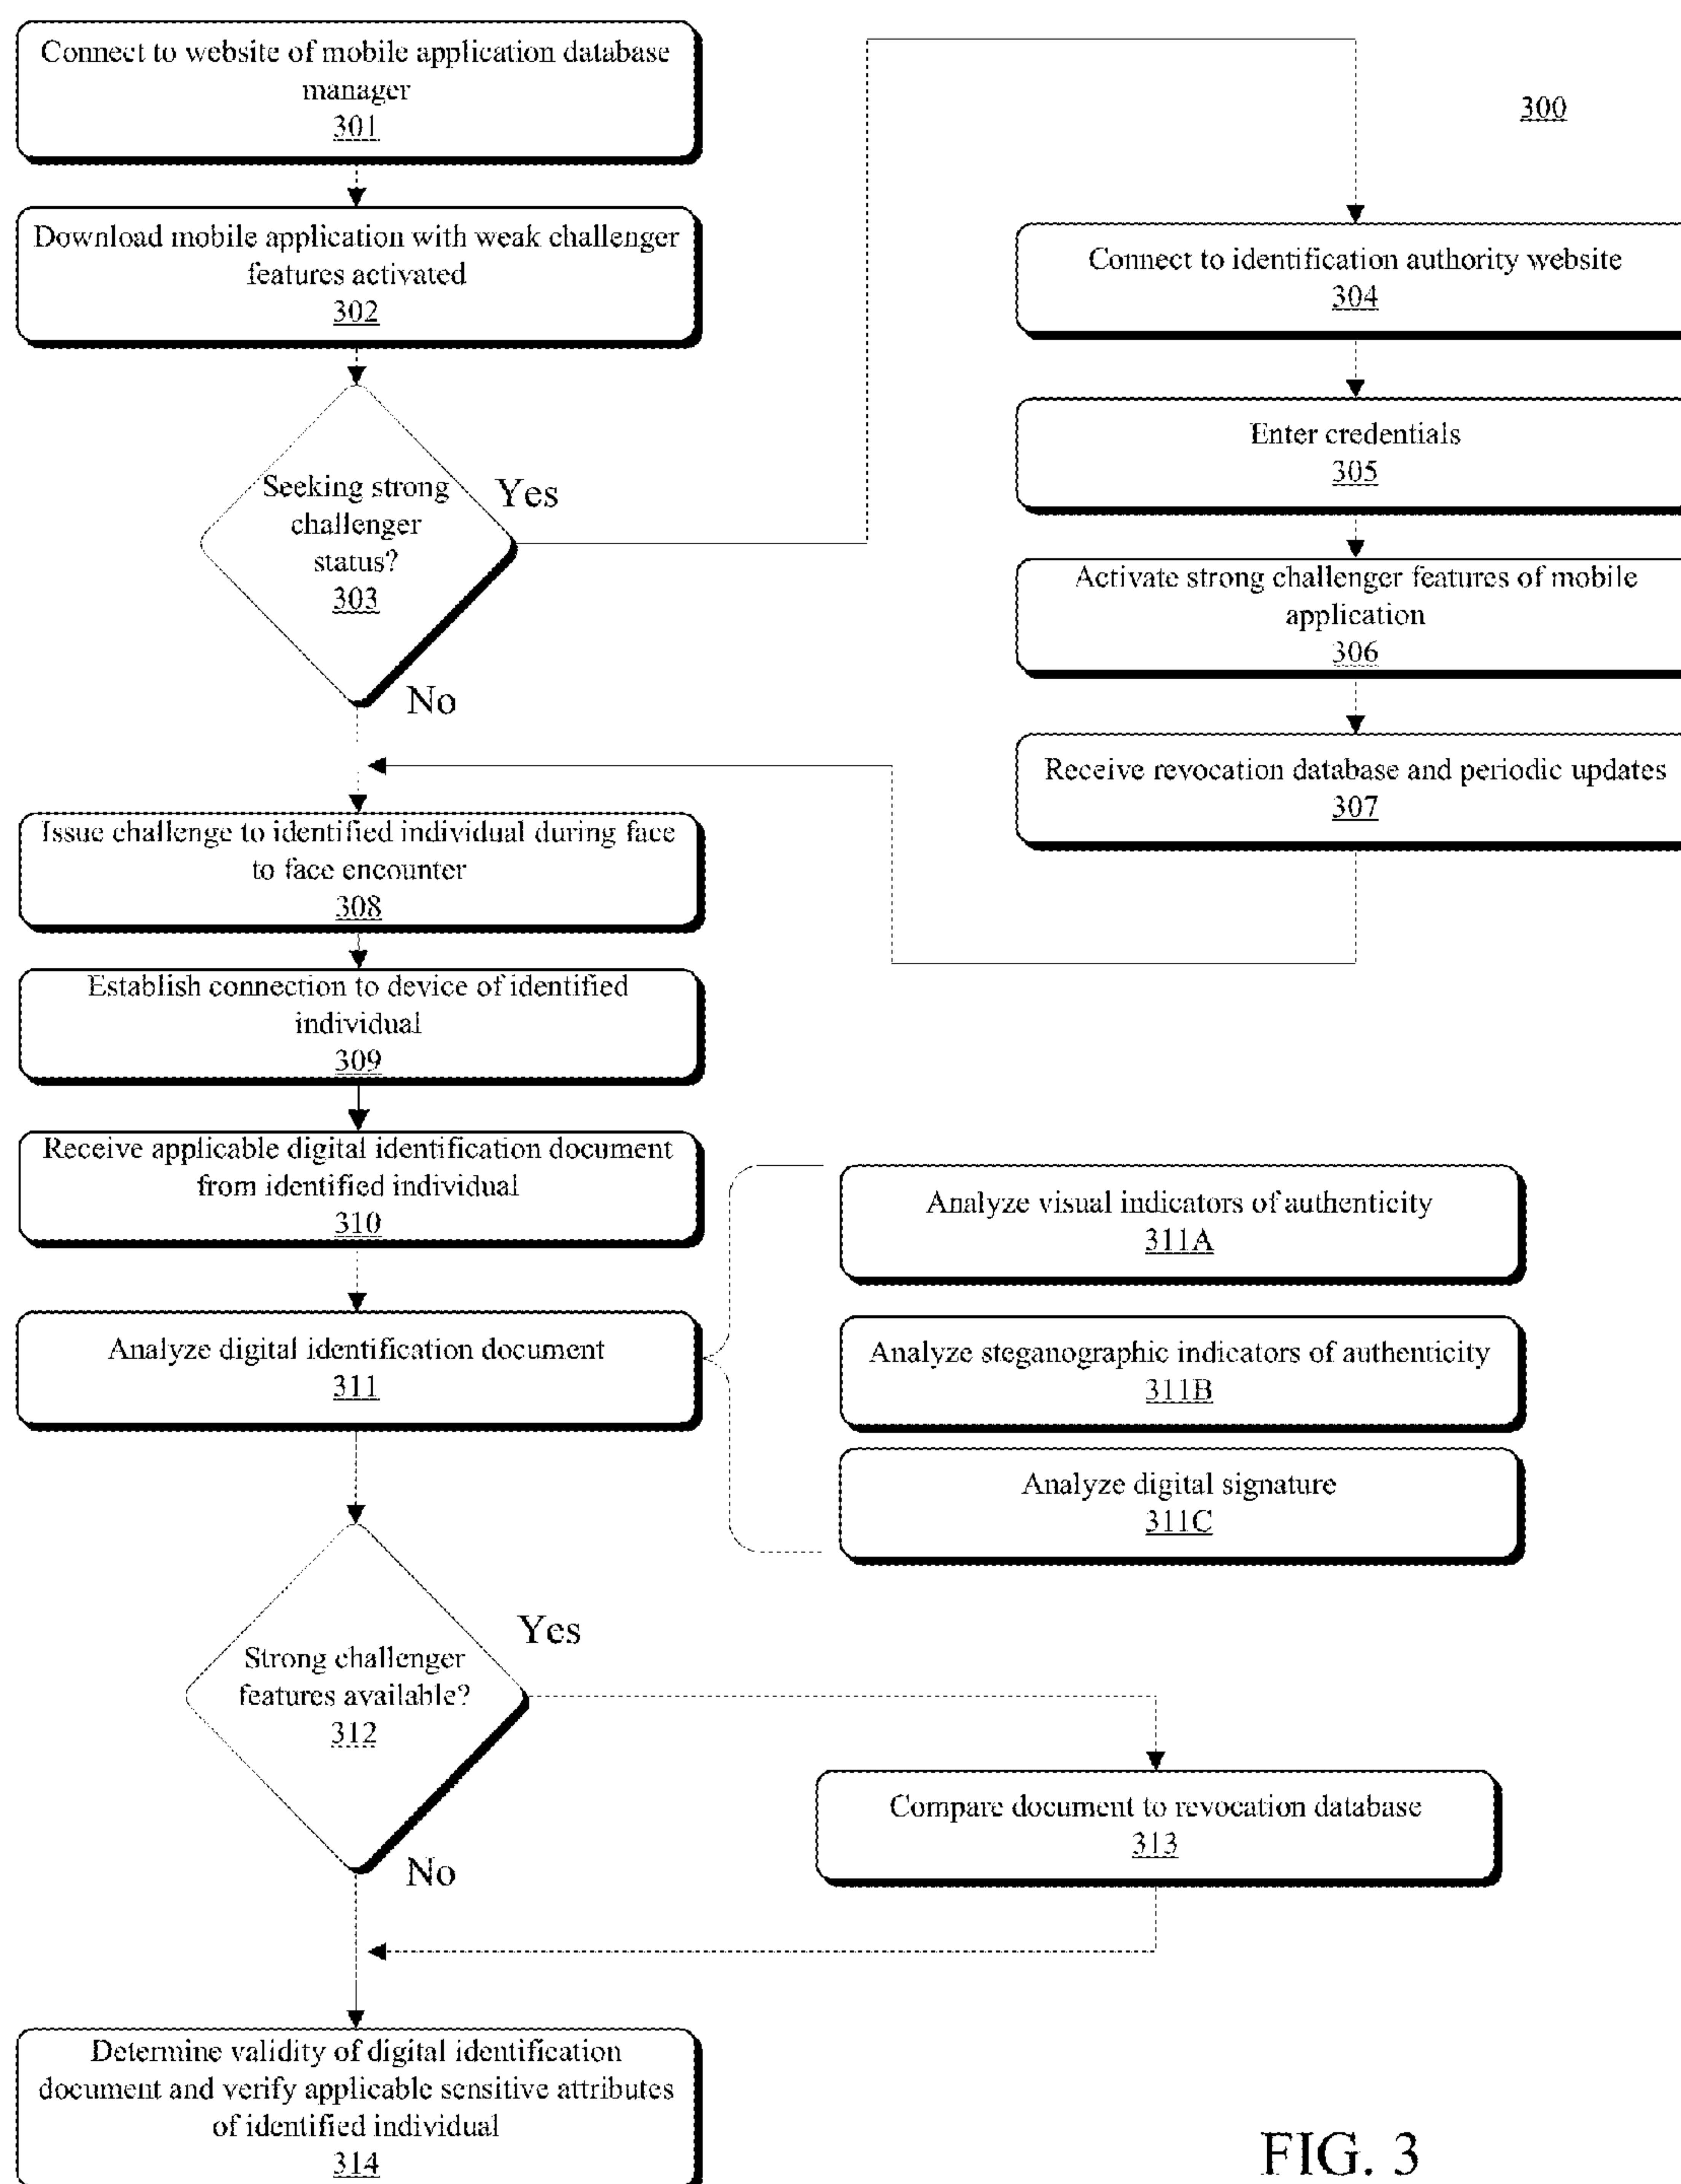 Connect to website of mobile application database
manager
301
300
Download mobile application with weak challenger
features activated
302
Seeking strong
challenger
status?
303
Yes
No
Connect to identification authority website
304
Enter credentials
305
Activate strong challenger features of mobile
application
306
Receive revocation database and periodic updates
307
Issue challenge to identified individual during face
to face encounter
308
Establish connection to device of identified
individual
309
Receive applicable digital identification document
from identified individual
310
Analyze digital identification document
311
Analyze visual indicators of authenticity
311A
Analyze steganographic indicators of authenticity
311B
Analyze digital signature
311C
Strong challenger
features available?
312
Yes
No
Compare document to revocation database
313
Determine validity of digital identification
document and verify applicable sensitive attributes
of identified individual
314
FIG. 3